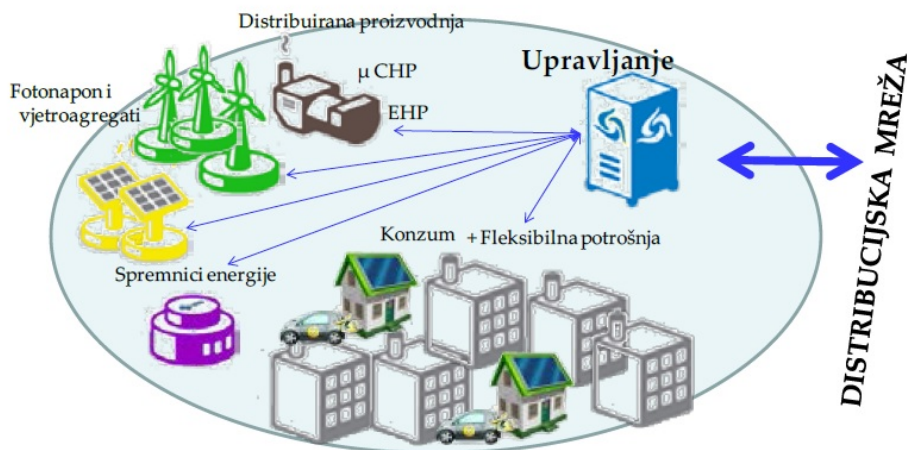 Distribuirana proizvodnja
Upravljanje
μ CHP
Fotonapon i
vjetroagregati
EHP
Konzum + Fleksibilna potrošnja
Spremnici energije
DISTRIBUCIJSKA MREŽA